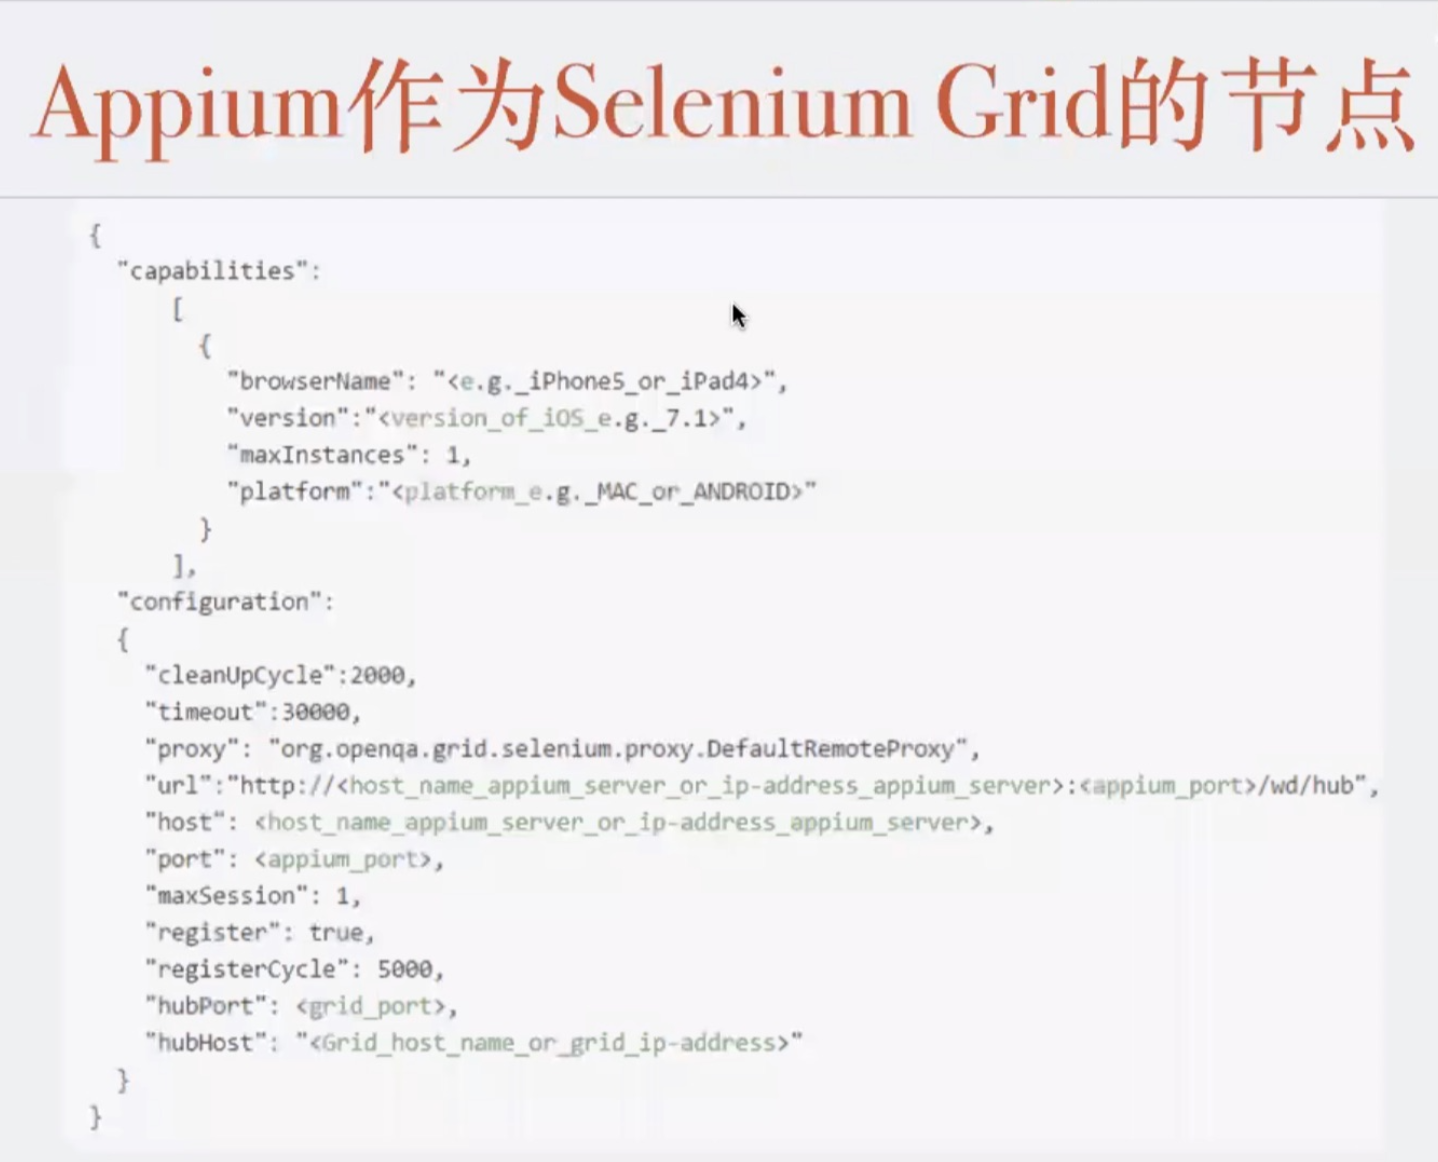 Appium作为Selenium Grid的节点
{
"capabilities":
[
{
"browserName": "<e.g._iPhone5_or_iPad4>",
"version":"<version_of_iOS_e.g._7.1>",
"maxInstances": 1,
"platform":"<platform_e.g._MAC_or_ANDROID>"
}
],
"configuration":
{
"cleanUpCycle":2000,
"timeout":30000,
"proxy": "org.openqa.grid.selenium.proxy.DefaultRemoteProxy",
"url":"http://<host_name_appium_server_or_ip-address_appium_server>:<appium_port>/wd/hub",
"host": <host_name_appium_server_or_ip-address_appium_server>,
"port": <appium_port>,
"maxSession": 1,
"register": true,
"registerCycle": 5000,
"hubPort": <grid_port>,
"hubHost": "<Grid_host_name_or_grid_ip-address>"
}
}